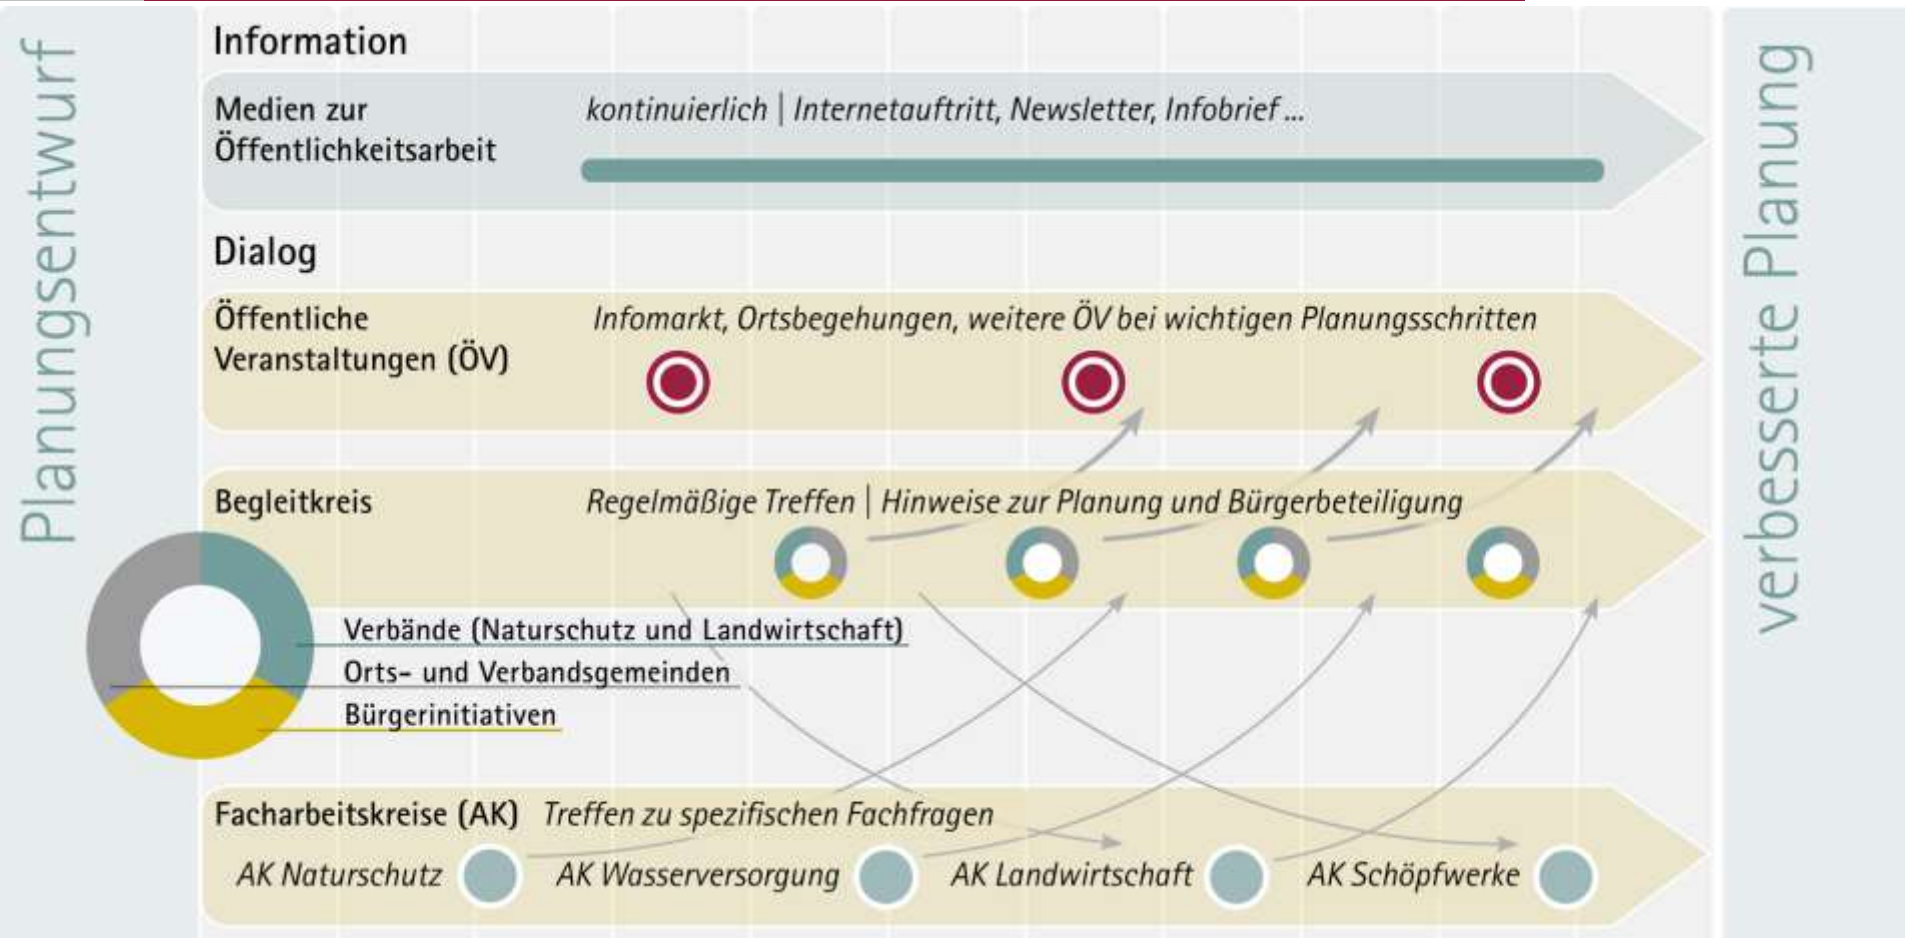 Planungsentwurf
Information
Medien zur
Öffentlichkeitsarbeit
kontinuierlich | Internetauftritt, Newsletter, Infobrief ...
Dialog
Öffentliche
Veranstaltungen (ÖV)
Infomarkt, Ortsbegehungen, weitere ÖV bei wichtigen Planungsschritten
Begleitkreis
Regelmäßige Treffen | Hinweise zur Planung und Bürgerbeteiligung
Verbände (Naturschutz und Landwirtschaft)
Orts- und Verbandsgemeinden
Bürgerinitiativen
Facharbeitskreise (AK) Treffen zu spezifischen Fachfragen
AK Naturschutz AK Wasserversorgung AK Landwirtschaft AK Schöpfwerke
verbesserte Planung